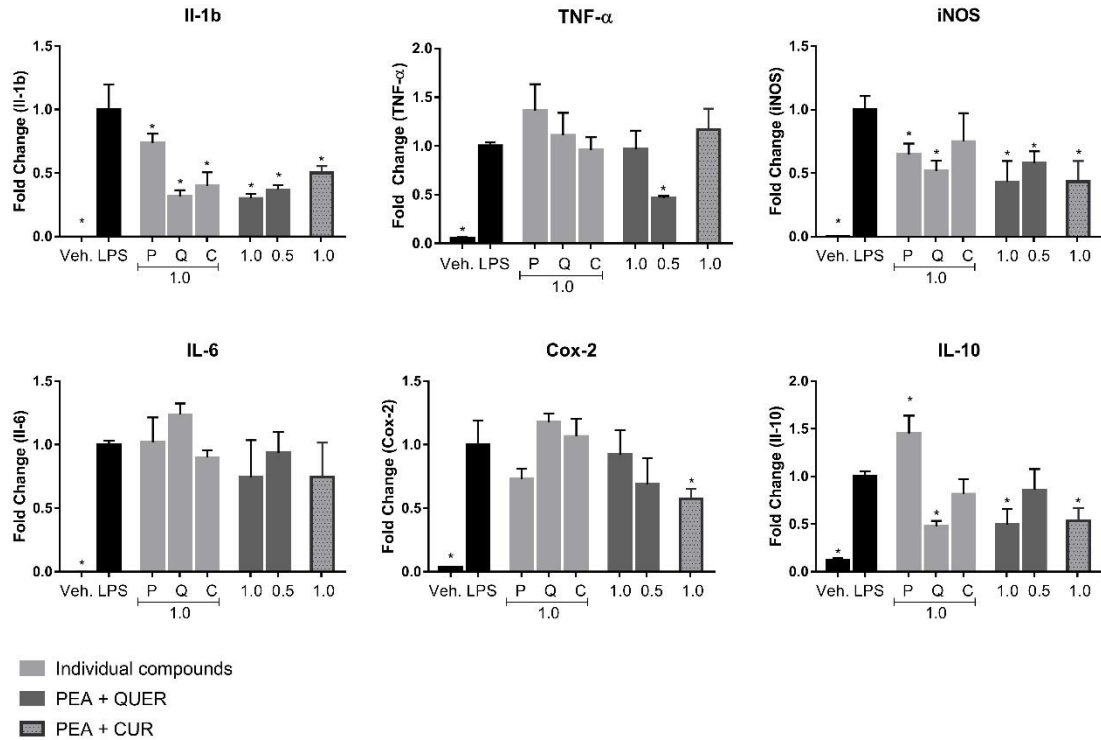 Il-1b
Fold Change (Il-1b)
1.5
1.0
0.5
0.0
*
*
*
*
*
*
*
Veh. LPS P Q C 1.0 0.5 1.0
1.0
TNF-α
Fold Change (TNF-α)
2.0
1.5
1.0
0.5
0.0
*
*
Veh. LPS P Q C 1.0 0.5 1.0
1.0
iNOS
Fold Change (iNOS)
1.5
1.0
0.5
0.0
*
*
*
*
*
*
Veh. LPS P Q C 1.0 0.5 1.0
1.0
IL-6
Fold Change (Il-6)
1.5
1.0
0.5
0.0
*
Veh. LPS P Q C 1.0 0.5 1.0
1.0
Cox-2
Fold Change (Cox-2)
1.5
1.0
0.5
0.0
*
*
Veh. LPS P Q C 1.0 0.5 1.0
1.0
IL-10
Fold Change (Il-10)
2.0
1.5
1.0
0.5
0.0
*
*
*
*
*
Veh. LPS P Q C 1.0 0.5 1.0
1.0
Individual compounds
PEA + QUER
PEA + CUR